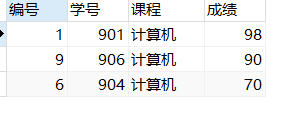 编号 学号 课程 成绩
1 901 计算机 98
9 906 计算机 90
6 904 计算机 70